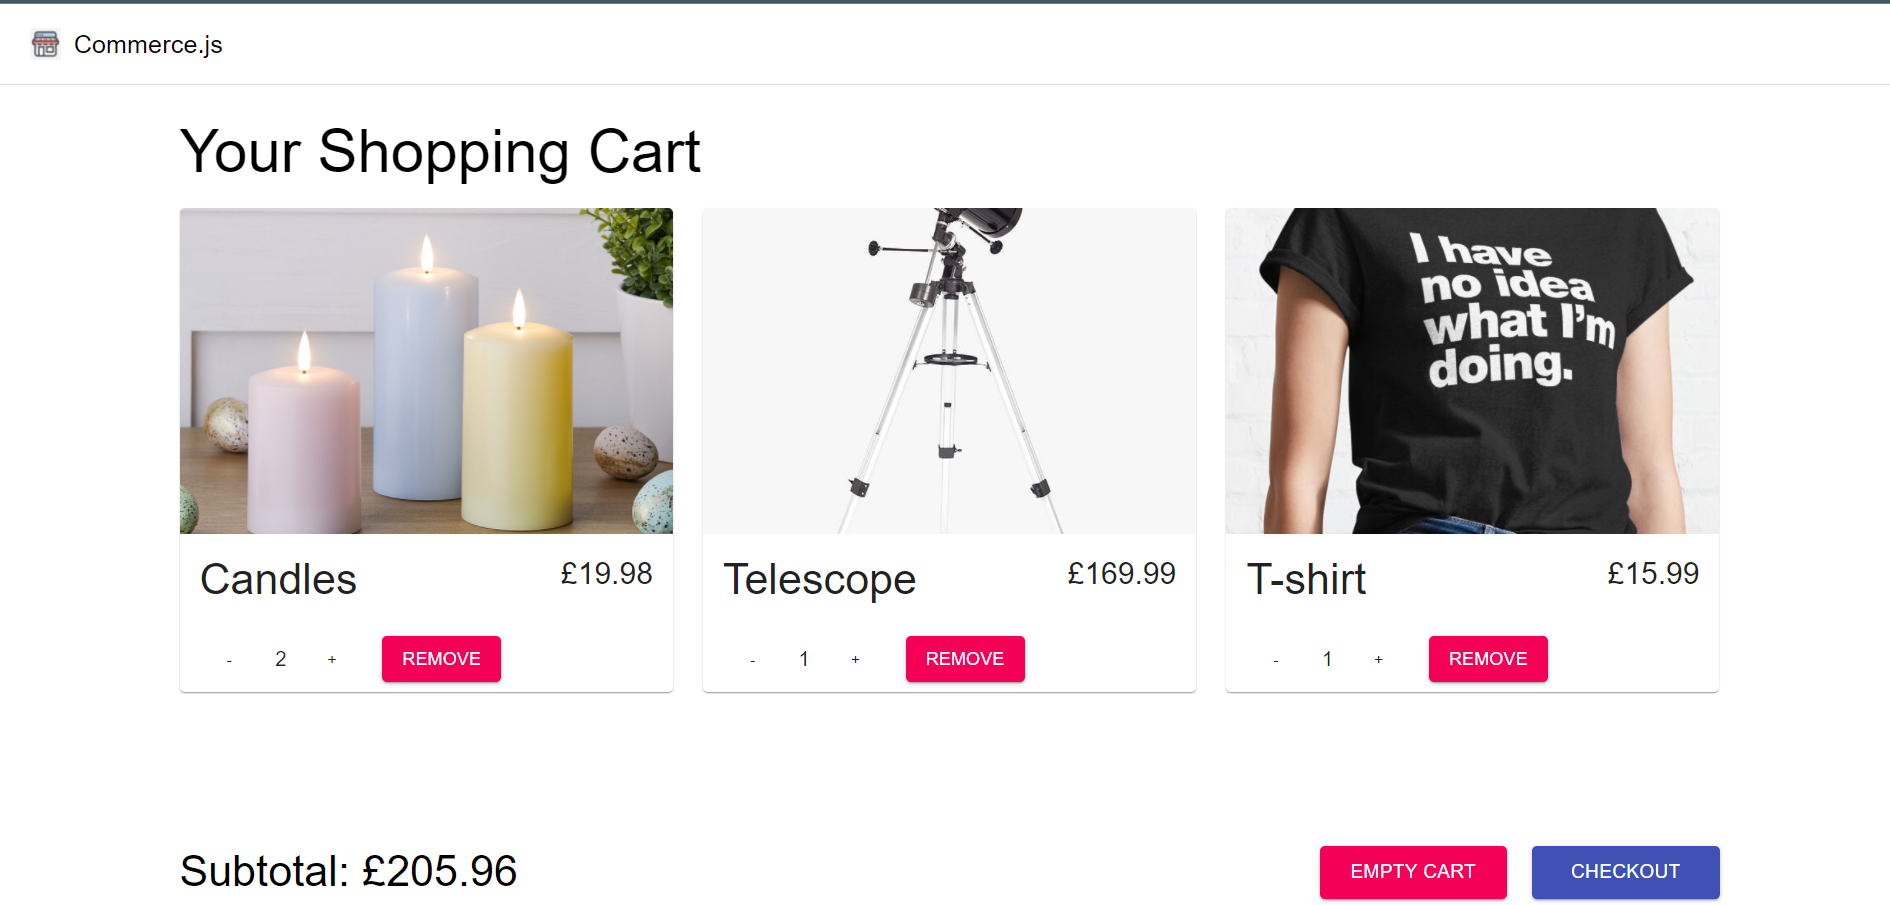 Commerce.js
Your Shopping Cart
I have
no idea
what I'm
doing.
Candles £19.98
- 2 + REMOVE
Telescope £169.99
- 1 + REMOVE
T-shirt £15.99
- 1 + REMOVE
Subtotal: £205.96
EMPTY CART CHECKOUT